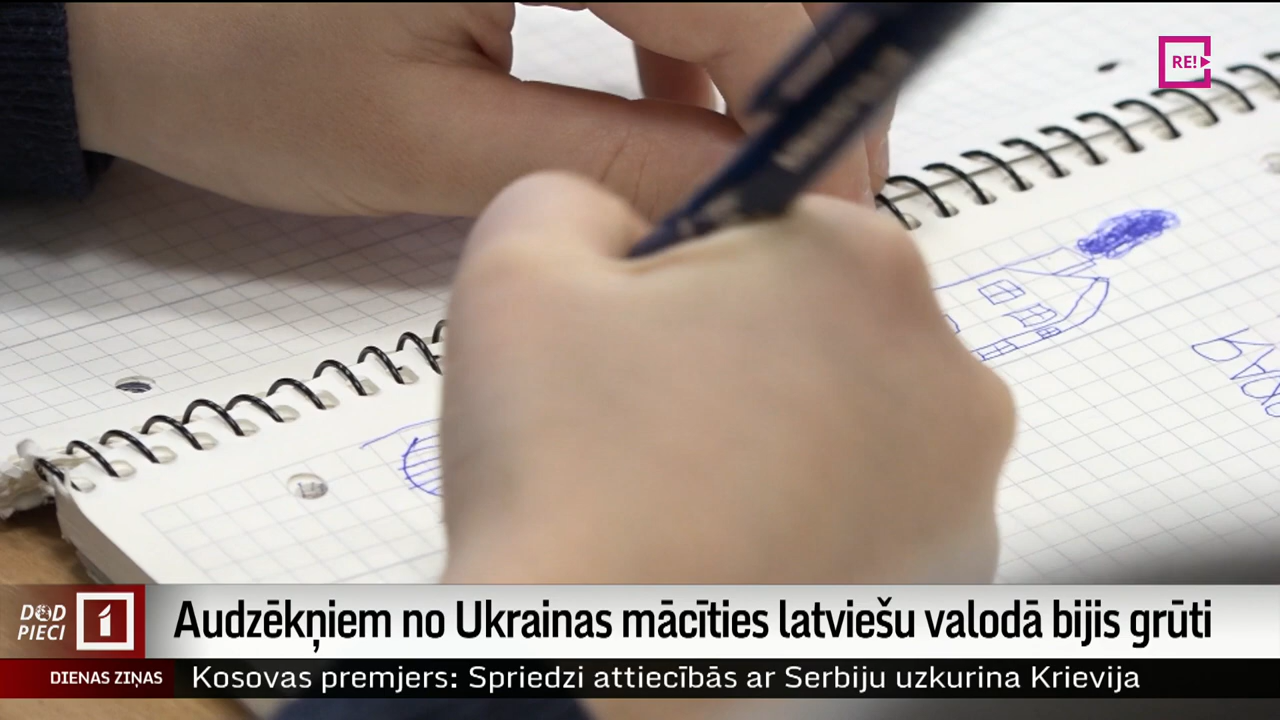 RE!
Audzēkņiem no Ukrainas mācīties latviešu valodā bijis grūti
DOD
PIECI
1
DIENAS ZIŅAS
Kosovas premjers: Spriedzi attiecībās ar Serbiju uzkurina Krievija